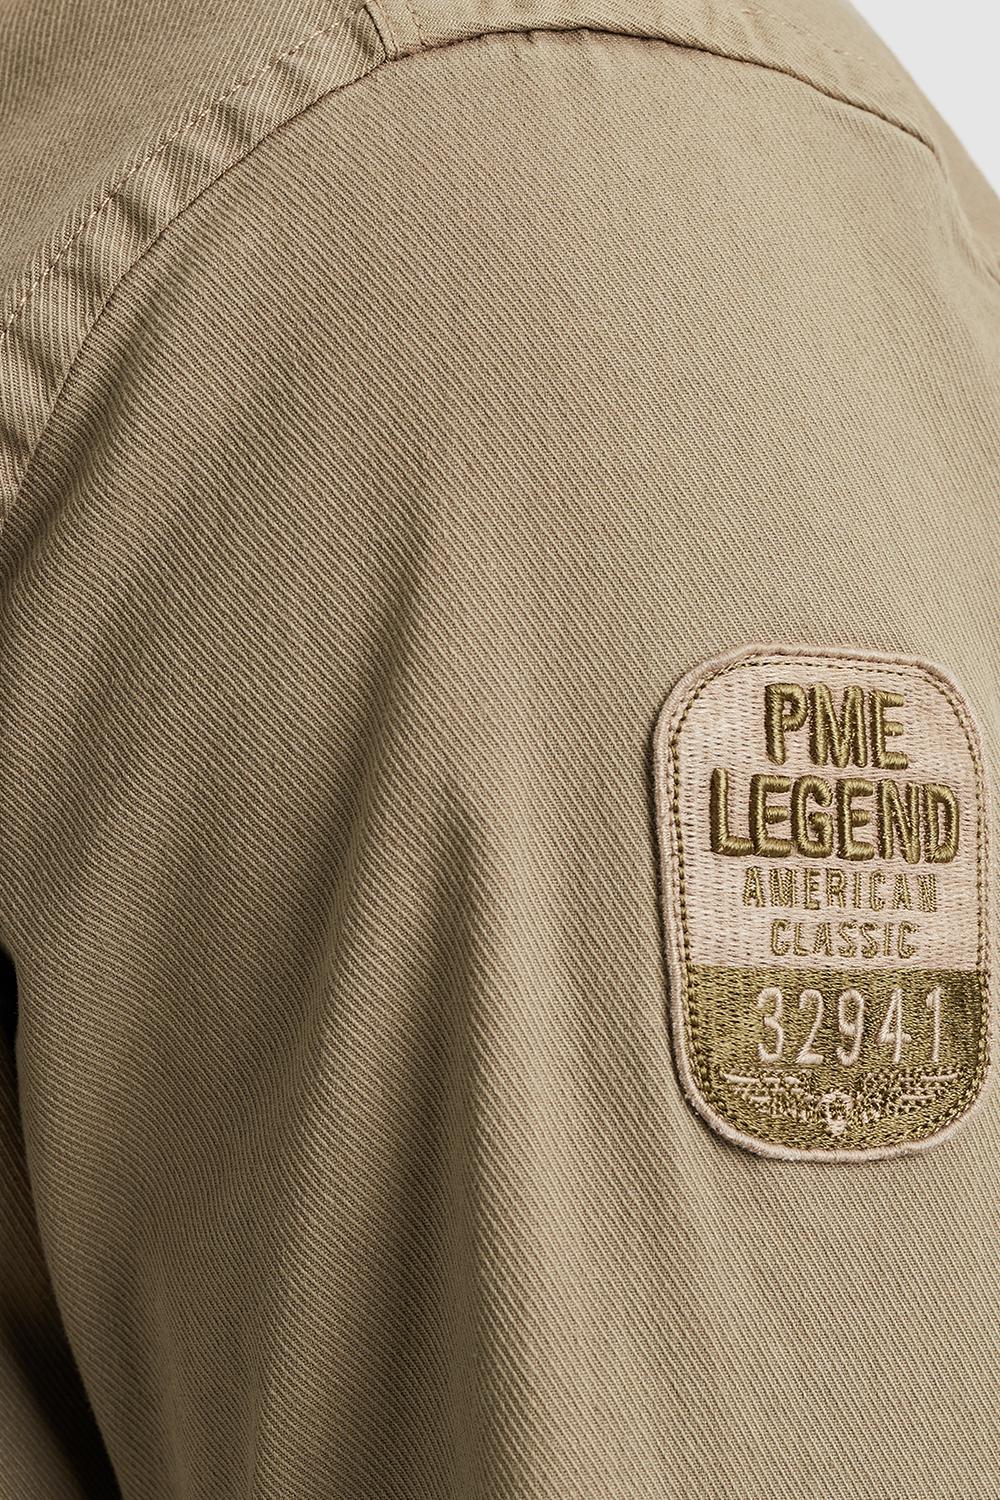 PME
LEGEND
AMERICAN
CLASSIC
32941